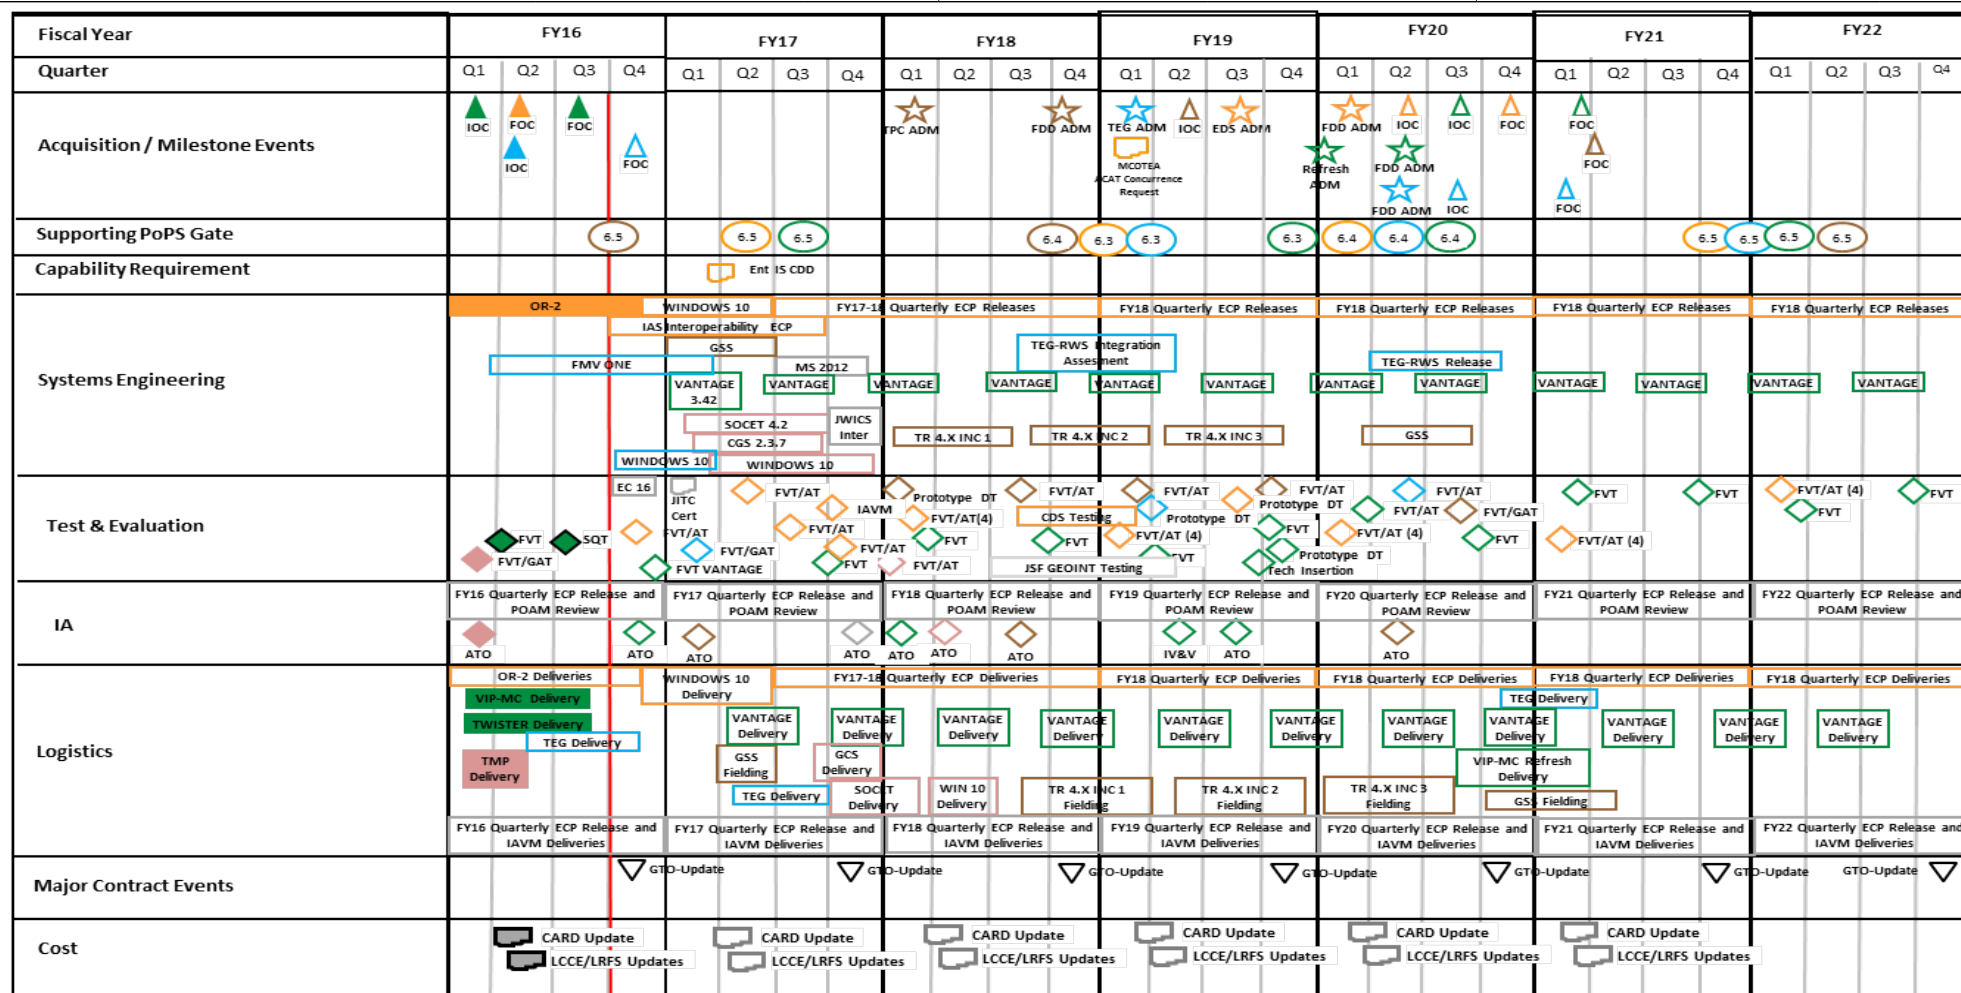 Fiscal Year
FY16
FY17
FY18
FY19
FY20
FY21
FY22
Quarter
Q1 Q2 Q3 Q4
Q1 Q2 Q3 Q4
Q1 Q2 Q3 Q4
Q1 Q2 Q3 Q4
Q1 Q2 Q3 Q4
Q1 Q2 Q3 Q4
Q1 Q2 Q3 Q4
Acquisition / Milestone Events
IOC
FOC
FOC
IOC
FOC
TPC ADM
FDD ADM
TEG ADM
IOC
EDS ADM
MCOTEA
ACAT Concurrence
Request
FDD ADM
IOC
IOC
FOC
Refresh
ADM
FDD ADM
FDD ADM
IOC
FOC
FOC
FOC
Supporting PoPS Gate
6.5
6.5
6.5
6.4
6.3
6.3
6.3
6.4
6.4
6.4
6.5
6.5
6.5
6.5
Capability Requirement
Ent IS CDD
Systems Engineering
OR-2
WINDOWS 10
FY17-18 Quarterly ECP Releases
FY18 Quarterly ECP Releases
FY18 Quarterly ECP Releases
FY18 Quarterly ECP Releases
FY18 Quarterly ECP Releases
IAS Interoperability ECP
GSS
FMV ONE
MS 2012
TEG-RWS Integration
Assesment
TEG-RWS Release
VANTAGE
3.42
VANTAGE
VANTAGE
VANTAGE
VANTAGE
VANTAGE
VANTAGE
VANTAGE
VANTAGE
VANTAGE
VANTAGE
VANTAGE
SOCET 4.2
JWICS
Inter
CGS 2.3.7
WINDOWS 10
WINDOWS 10
TR 4.X INC 1
TR 4.X INC 2
TR 4.X INC 3
GSS
Test & Evaluation
EC 16
JITC
Cert
FVT/AT
FVT
SQT
FVT/GAT
FVT VANTAGE
FVT/GAT
FVT/AT
IAVM
FVT/AT
FVT/AT
FVT
FVT/AT
Prototype DT
FVT/AT(4)
FVT
FVT/AT
CDS Testing
FVT
JSF GEOINT Testing
FVT/AT
Prototype DT
FVT/AT (4)
FVT
FVT/AT
Prototype DT
FVT
Prototype DT
Tech Insertion
FVT/AT
FVT/AT
FVT/AT (4)
FVT/GAT
FVT
FVT
FVT/AT (4)
FVT
FVT/AT (4)
FVT
FVT
IA
FY16 Quarterly ECP Release and
POAM Review
FY17 Quarterly ECP Release and
POAM Review
FY18 Quarterly ECP Release and
POAM Review
FY19 Quarterly ECP Release and
POAM Review
FY20 Quarterly ECP Release and
POAM Review
FY21 Quarterly ECP Release and
POAM Review
FY22 Quarterly ECP Release and
POAM Review
ATO
ATO
ATO
ATO
ATO
ATO
ATO
IV&V
ATO
ATO
Logistics
OR-2 Deliveries
WINDOWS 10
Delivery
FY17-18 Quarterly ECP Deliveries
FY18 Quarterly ECP Deliveries
FY18 Quarterly ECP Deliveries
FY18 Quarterly ECP Deliveries
FY18 Quarterly ECP Deliveries
VIP-MC Delivery
TWISTER Delivery
TEG Delivery
TMP
Delivery
TEG Delivery
VANTAGE
Delivery
VANTAGE
Delivery
VANTAGE
Delivery
VANTAGE
Delivery
VANTAGE
Delivery
VANTAGE
Delivery
VANTAGE
Delivery
VANTAGE
Delivery
VANTAGE
Delivery
VANTAGE
Delivery
VANTAGE
Delivery
GSS
Fielding
GCS
Delivery
VIP-MC Refresh
Delivery
TEG Delivery
SOCET
Delivery
WIN 10
Delivery
TR 4.X INC 1
Fielding
TR 4.X INC 2
Fielding
TR 4.X INC 3
Fielding
GSS Fielding
FY16 Quarterly ECP Release and
IAVM Deliveries
FY17 Quarterly ECP Release and
IAVM Deliveries
FY18 Quarterly ECP Release and
IAVM Deliveries
FY19 Quarterly ECP Release and
IAVM Deliveries
FY20 Quarterly ECP Release and
IAVM Deliveries
FY21 Quarterly ECP Release and
IAVM Deliveries
FY22 Quarterly ECP Release and
IAVM Deliveries
Major Contract Events
GTO-Update
GTO-Update
GTO-Update
GTO-Update
GTO-Update
GTO-Update
GTO-Update
Cost
CARD Update
CARD Update
CARD Update
CARD Update
CARD Update
CARD Update
LCCE/LRFS Updates
LCCE/LRFS Updates
LCCE/LRFS Updates
LCCE/LRFS Updates
LCCE/LRFS Updates
LCCE/LRFS Updates